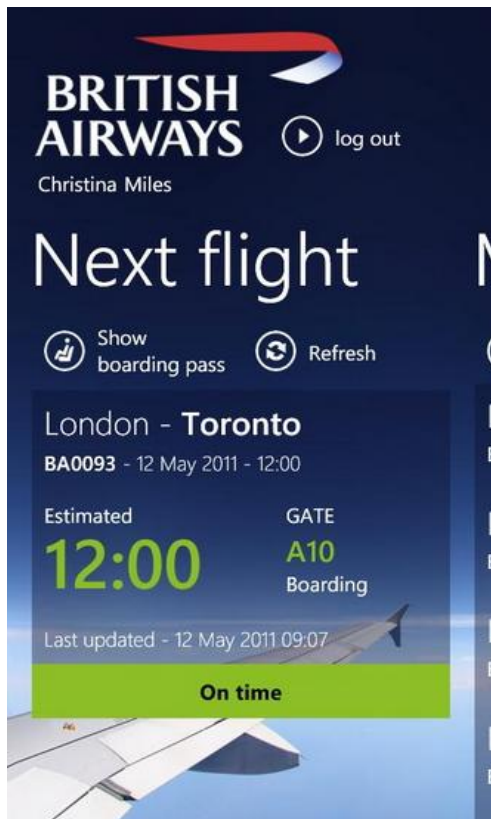 BRITISH
AIRWAYS
log out
Christina Miles
Next flight
Show
boarding pass
Refresh
London - Toronto
BA0093 - 12 May 2011 - 12:00
Estimated
GATE
12:00
A10
Boarding
Last updated - 12 May 2011 09:07
On time